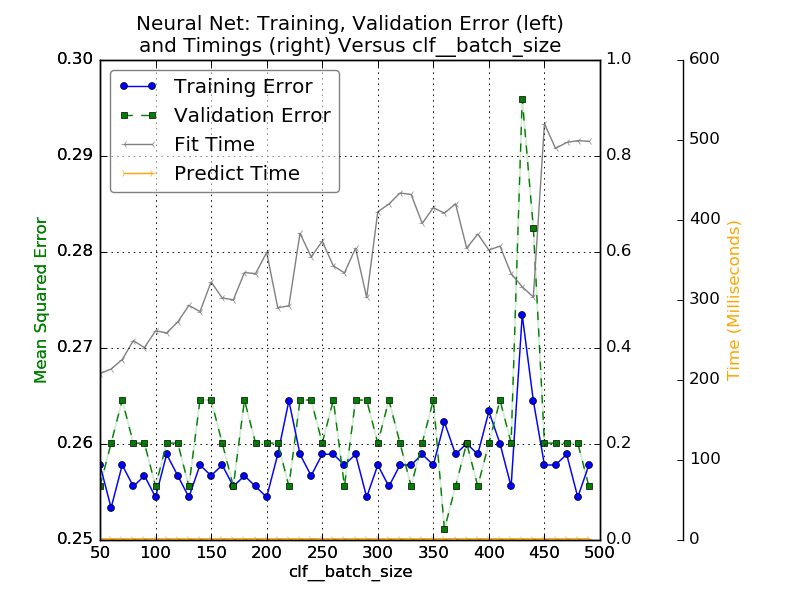 Neural Net: Training, Validation Error (left)
and Timings (right) Versus clf__batch_size
0.30
0.29
0.28
0.27
0.26
0.25
Mean Squared Error
Training Error
Validation Error
Fit Time
Predict Time
1.0
0.8
0.6
0.4
0.2
0.0
600
500
400
300
200
100
0
Time (Milliseconds)
50 100 150 200 250 300 350 400 450 500
clf__batch_size